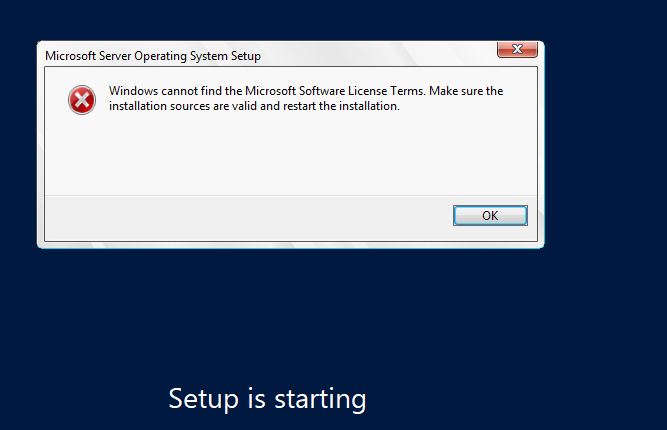 Microsoft Server Operating System Setup
Windows cannot find the Microsoft Software License Terms. Make sure the
installation sources are valid and restart the installation.
OK
Setup is starting